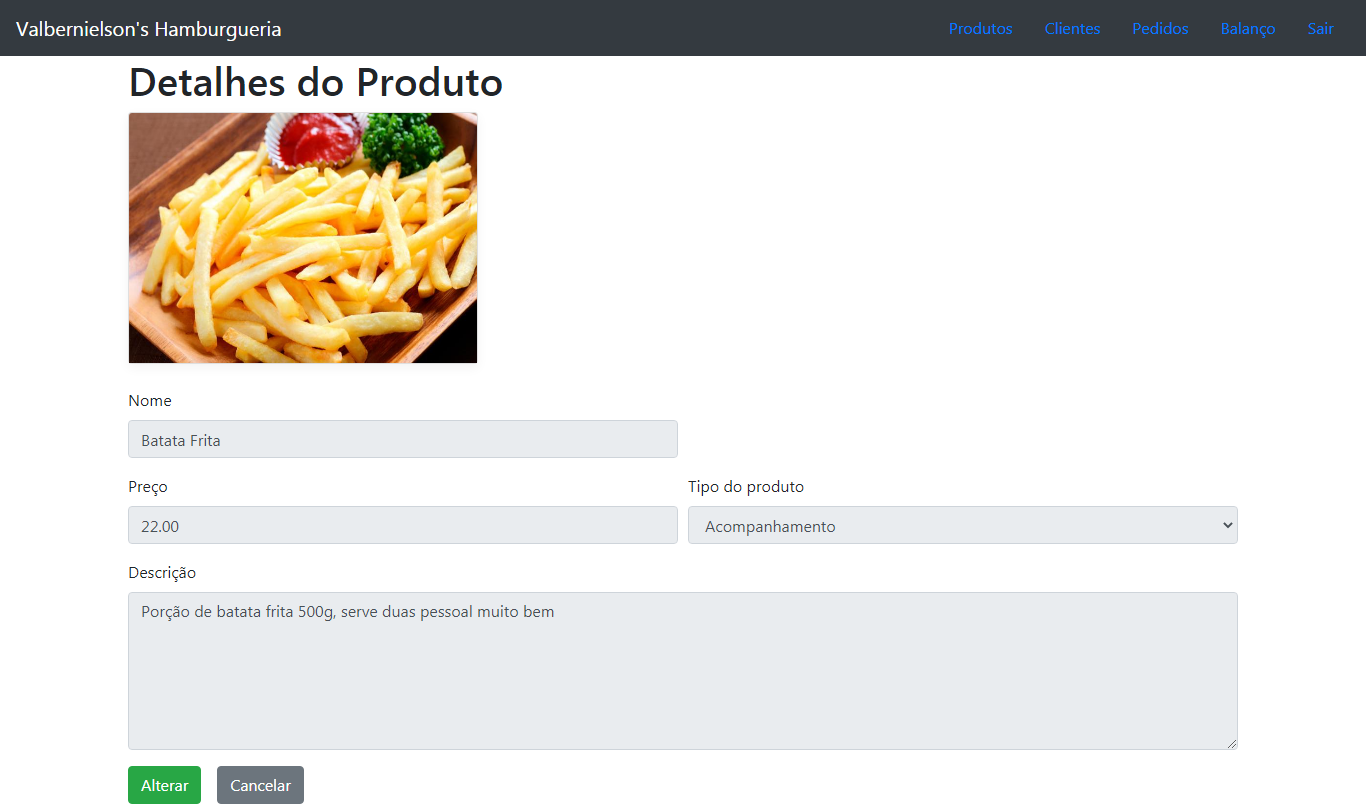 Valbernielson's Hamburgueria Produtos Clientes Pedidos Balanço Sair
Detalhes do Produto
Nome
Batata Frita
Preço Tipo do produto
22.00 Acompanhamento
Descrição
Porção de batata frita 500g, serve duas pessoal muito bem
Alterar Cancelar